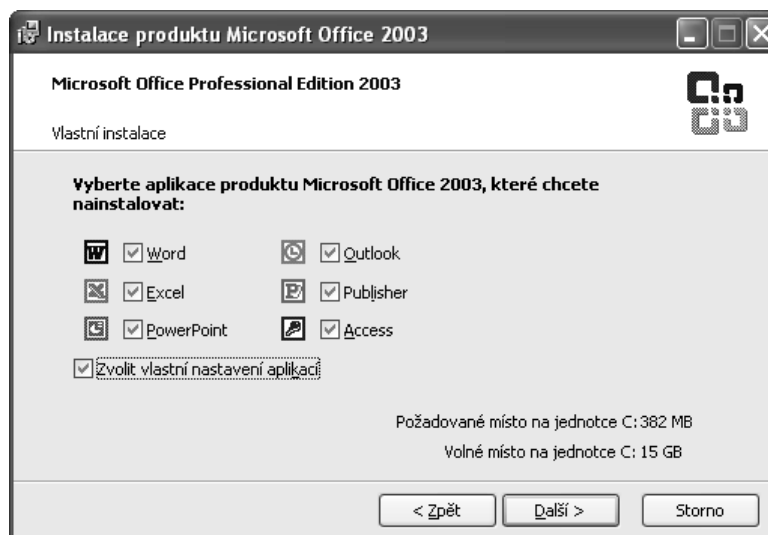 Instalace produktu Microsoft Office 2003
Microsoft Office Professional Edition 2003
Vlastní instalace
Vyberte aplikace produktu Microsoft Office 2003, které chcete
nainstalovat:
Word Outlook
Excel Publisher
PowerPoint Access
Zvolit vlastní nastavení aplikací
Požadované místo na jednotce C: 382 MB
Volné místo na jednotce C: 15 GB
< Zpět Další > Storno